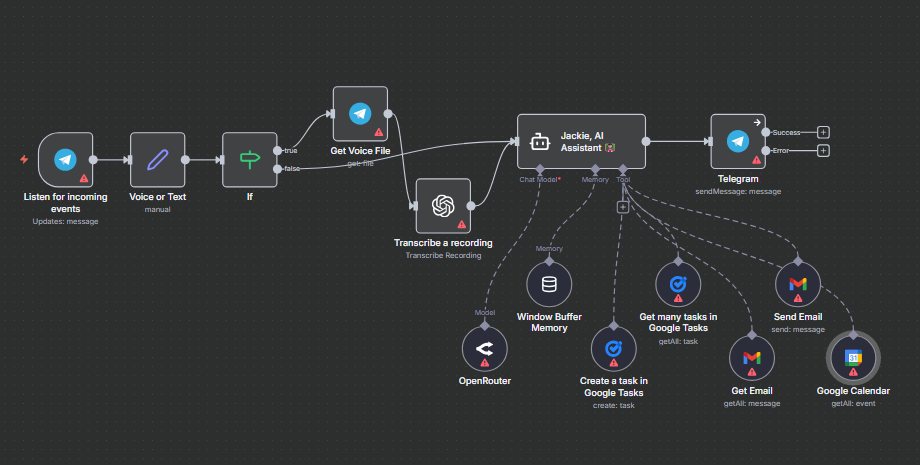 Listen for incoming
events
Updates: message
Voice or Text
manual
If
true
false
Get Voice File
get: file
Transcribe a recording
Transcribe Recording
Jackie, AI
Assistant
Chat Model*
Memory
Tool
Success
Error
Telegram
sendMessage: message
Model
OpenRouter
Memory
Window Buffer
Memory
Create a task in
Google Tasks
create: task
Get many tasks in
Google Tasks
getAll: task
Get Email
getAll: message
Send Email
send: message
31
Google Calendar
getAll: event